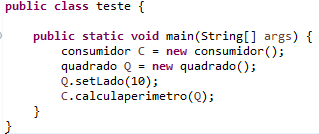 public class teste {
public static void main(String[] args) {
consumidor C = new consumidor();
quadrado Q = new quadrado();
Q.setLado(10);
C.calculaperimetro(Q);
}
}